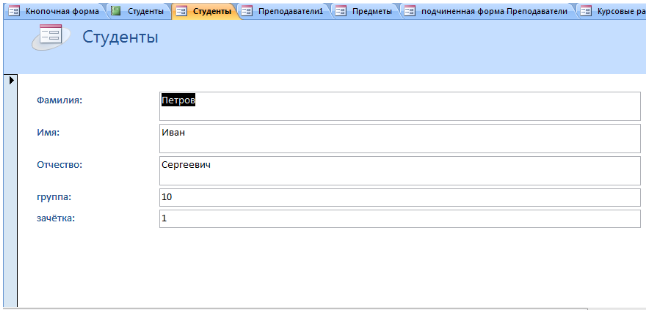 Кнопочная форма Студенты Студенты Преподаватели1 Предметы подчиненная форма Преподаватели Курсовые ра
Студенты
Фамилия: Петров
Имя: Иван
Отчество: Сергеевич
группа: 10
зачётка: 1